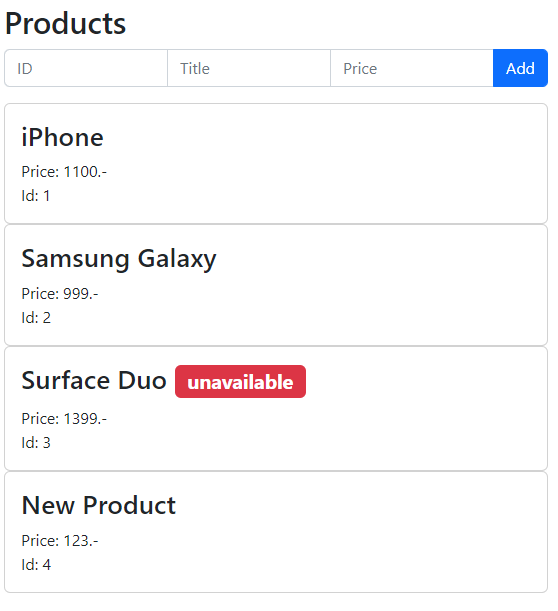 Products
ID Title Price Add
iPhone
Price: 1100.-
Id: 1
Samsung Galaxy
Price: 999.-
Id: 2
Surface Duo unavailable
Price: 1399.-
Id: 3
New Product
Price: 123.-
Id: 4